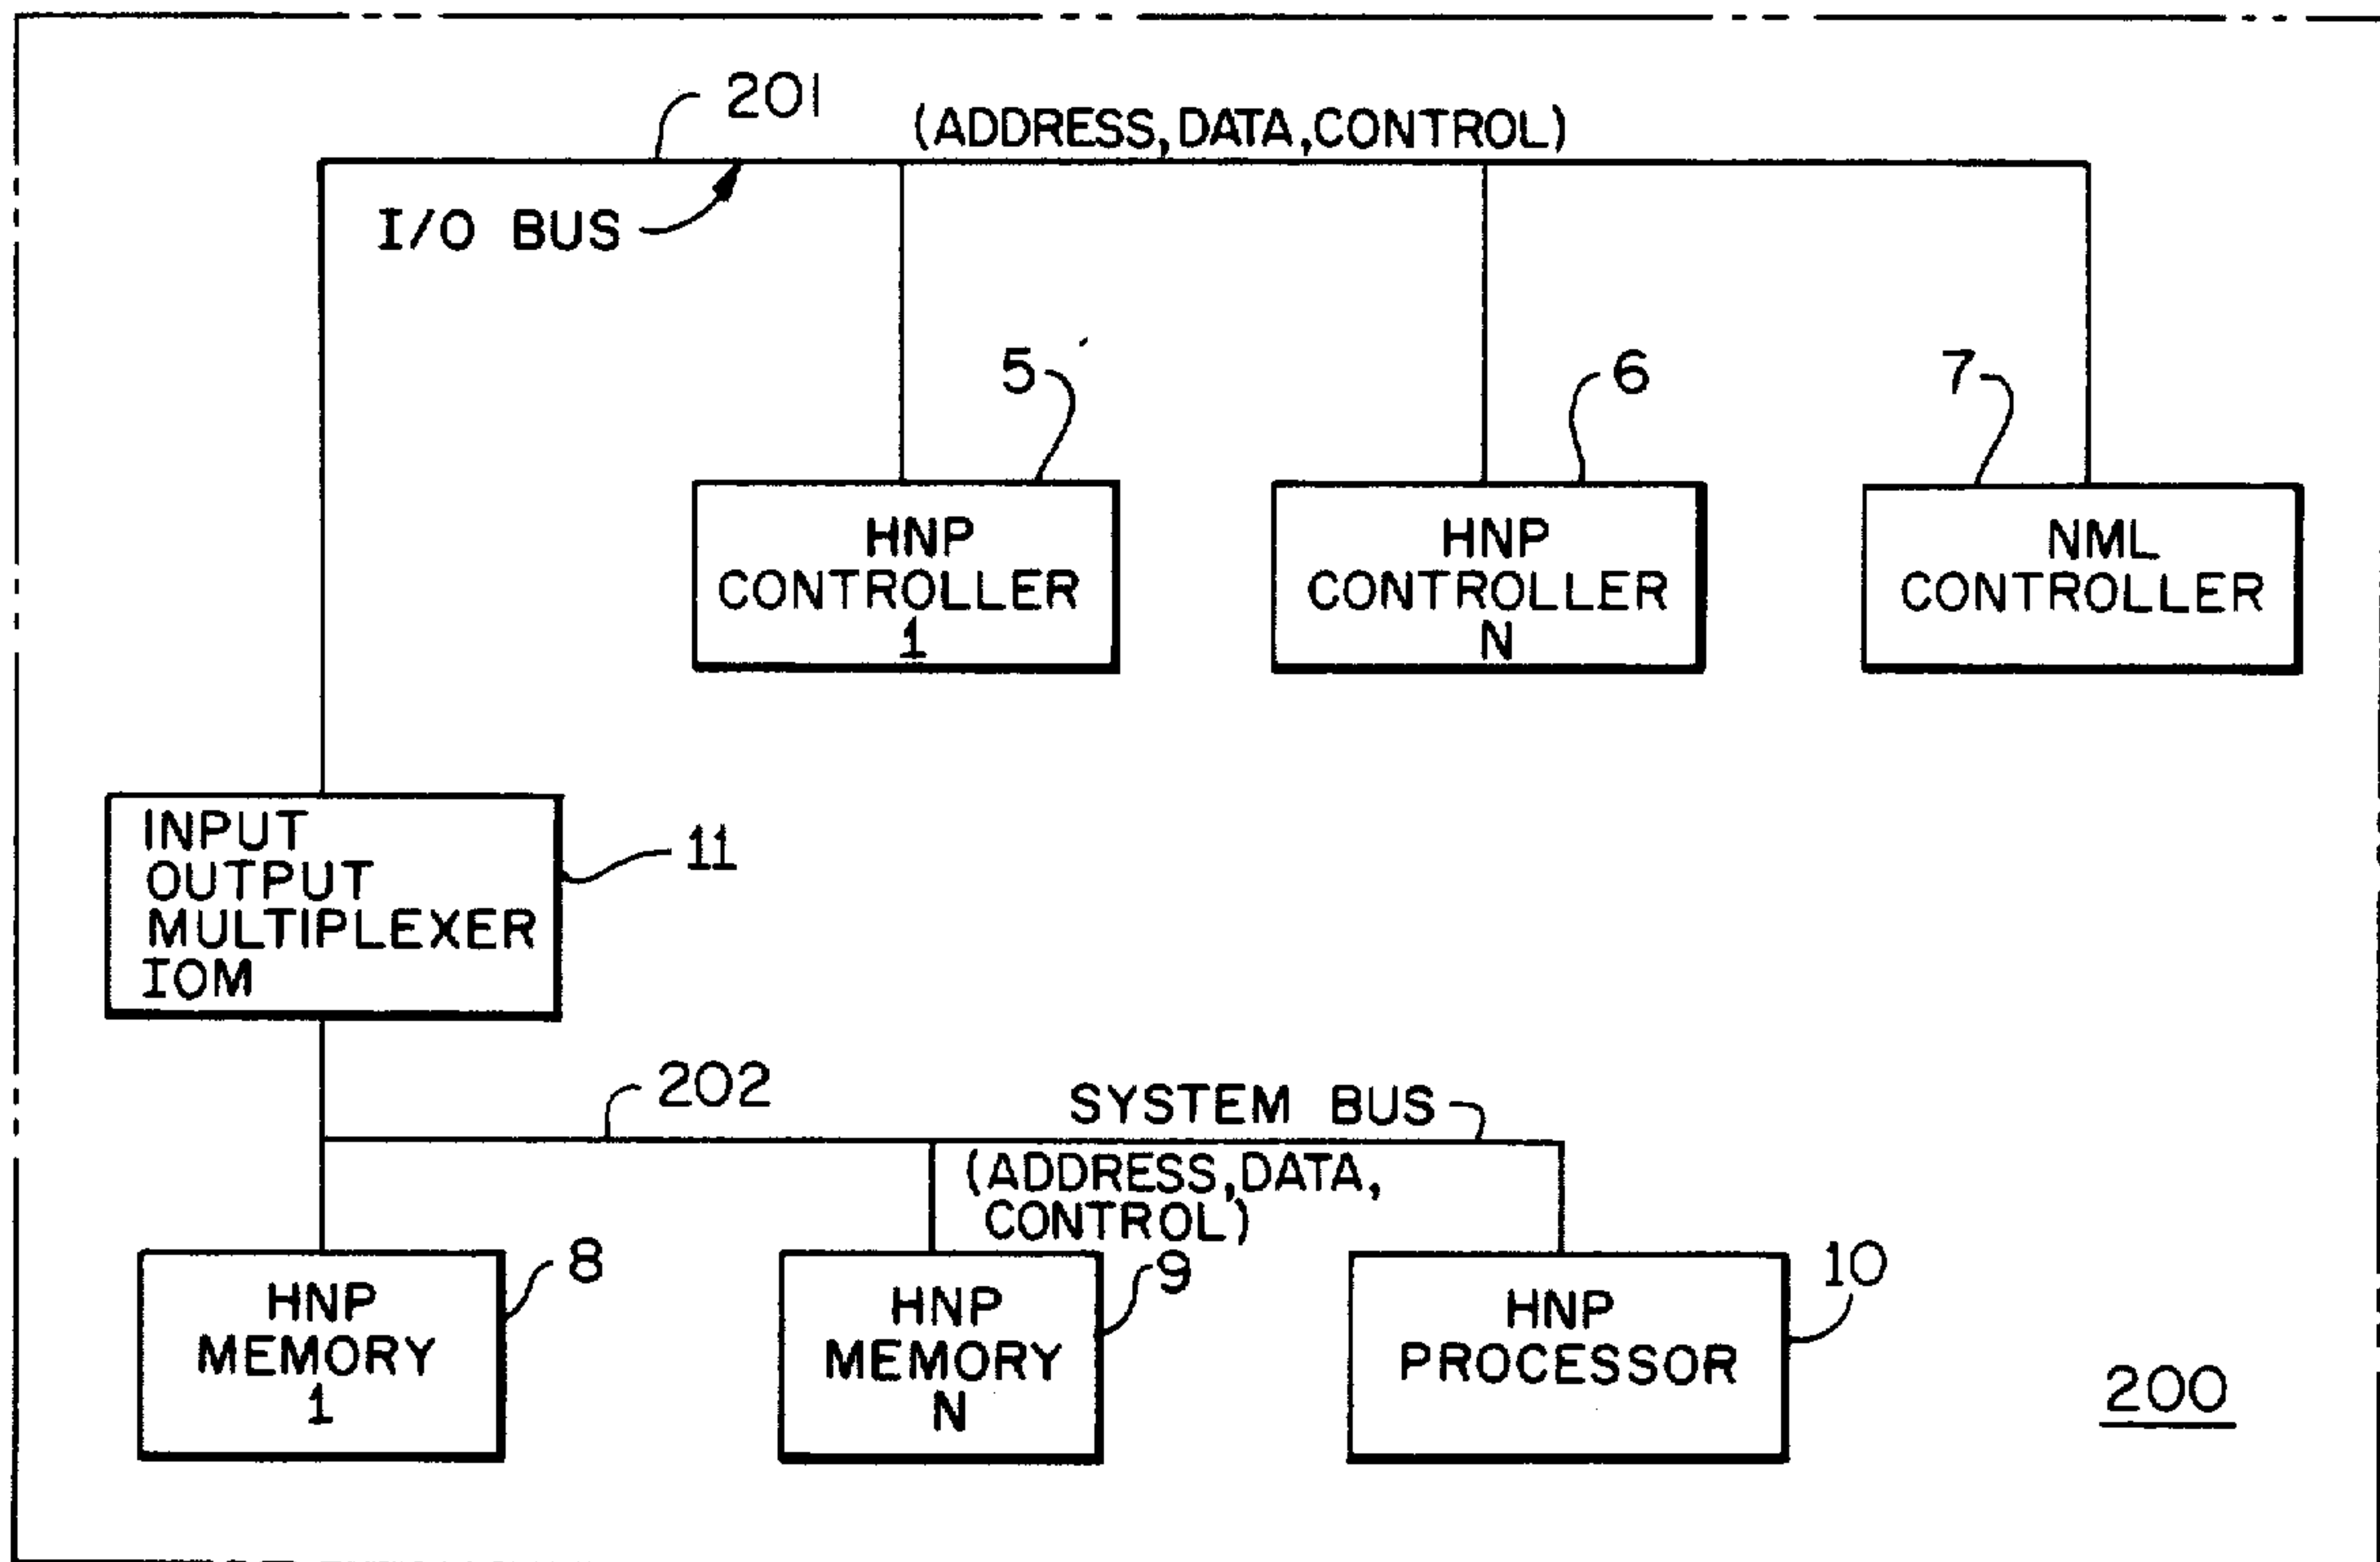 201
(ADDRESS,DATA,CONTROL)
I/O BUS
5
6
7
HNP
CONTROLLER
1
HNP
CONTROLLER
N
NML
CONTROLLER
INPUT
OUTPUT
MULTIPLEXER
IOM
11
202
SYSTEM BUS
(ADDRESS,DATA,
CONTROL)
8
9
10
HNP
MEMORY
1
HNP
MEMORY
N
HNP
PROCESSOR
200